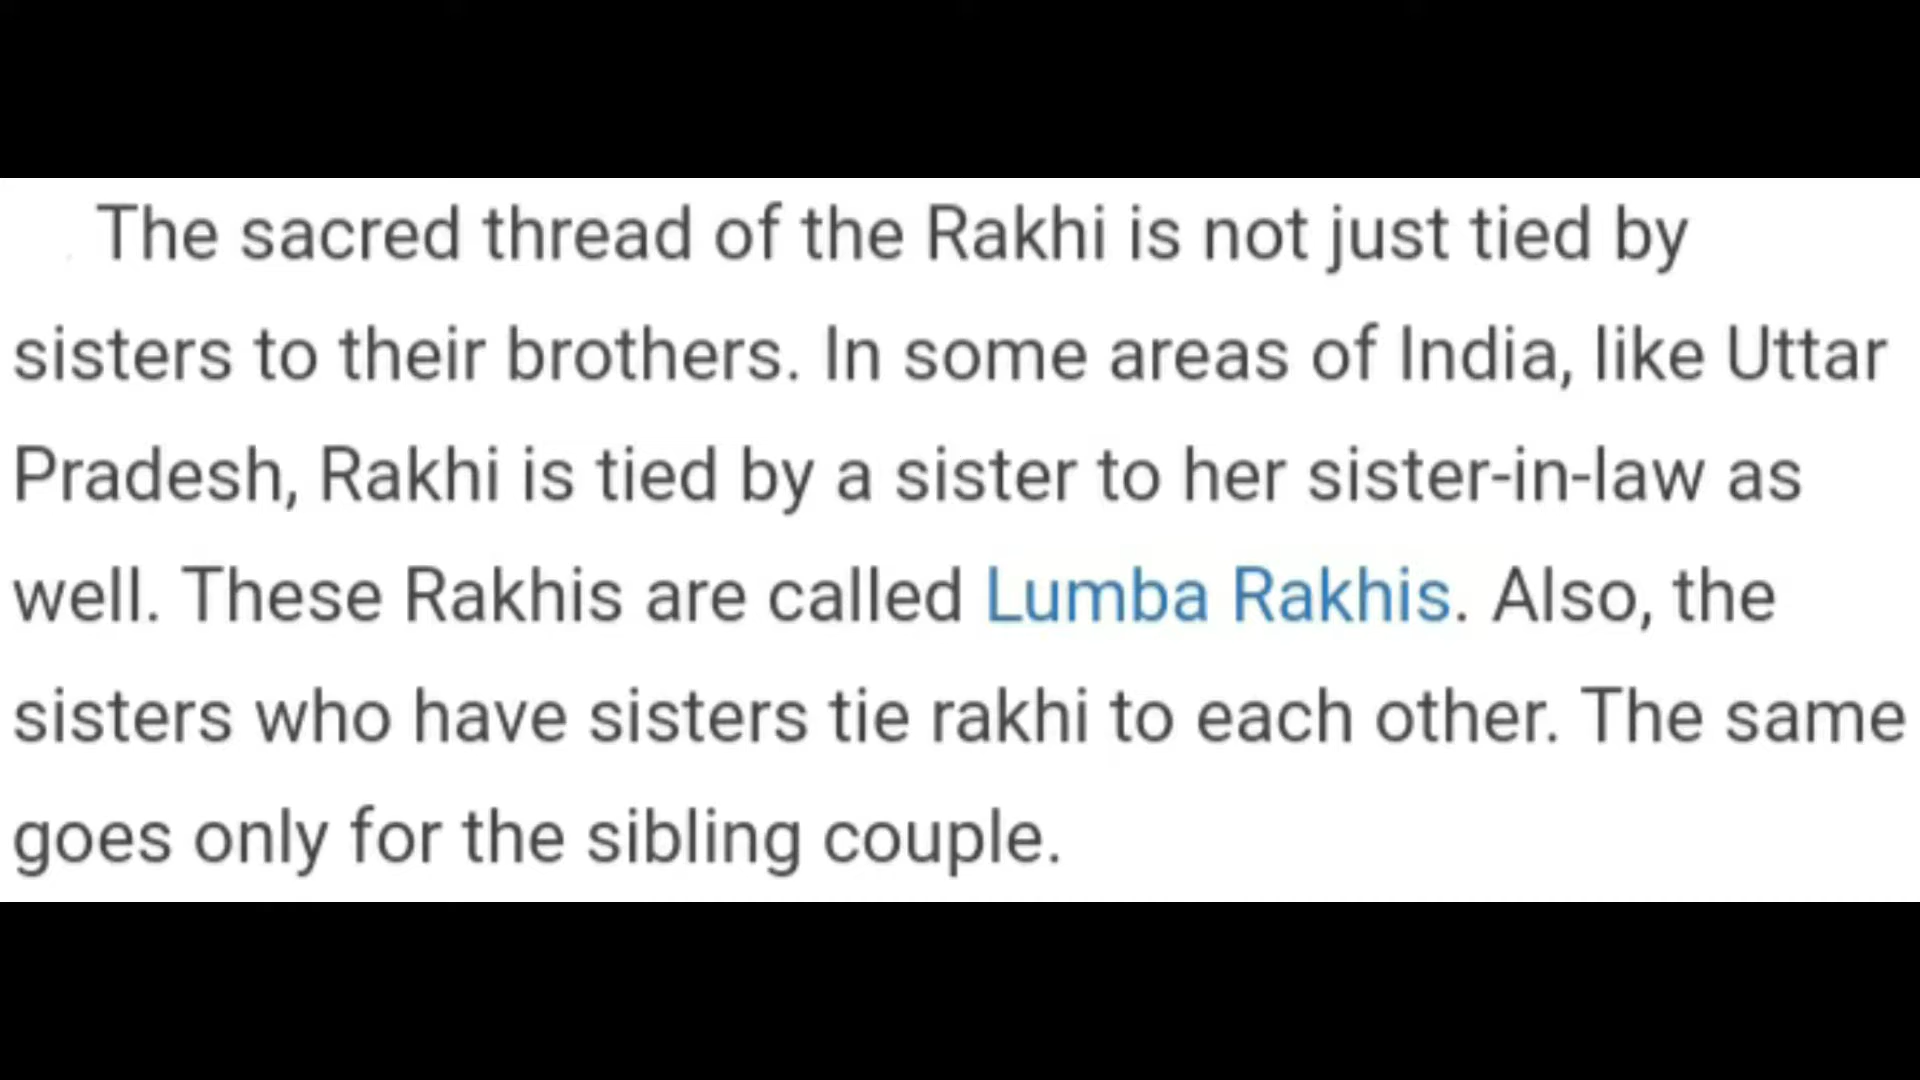 The sacred thread of the Rakhi is not just tied by
sisters to their brothers. In some areas of India, like Uttar
Pradesh, Rakhi is tied by a sister to her sister-in-law as
well. These Rakhis are called Lumba Rakhis. Also, the
sisters who have sisters tie rakhi to each other. The same
goes only for the sibling couple.